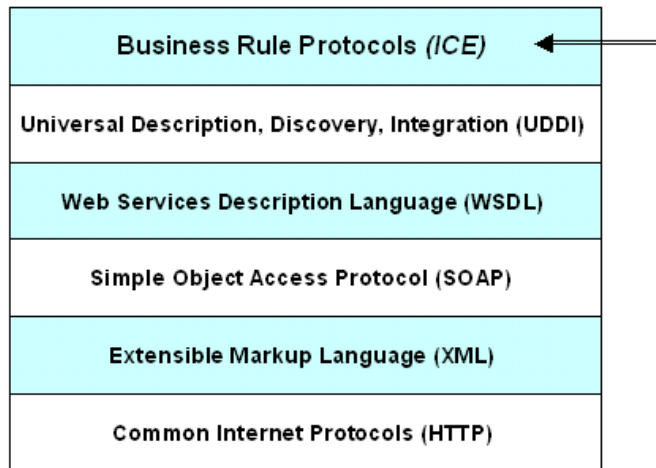 Business Rule Protocols (ICE)
Universal Description, Discovery, Integration (UDDI)
Web Services Description Language (WSDL)
Simple Object Access Protocol (SOAP)
Extensible Markup Language (XML)
Common Internet Protocols (HTTP)